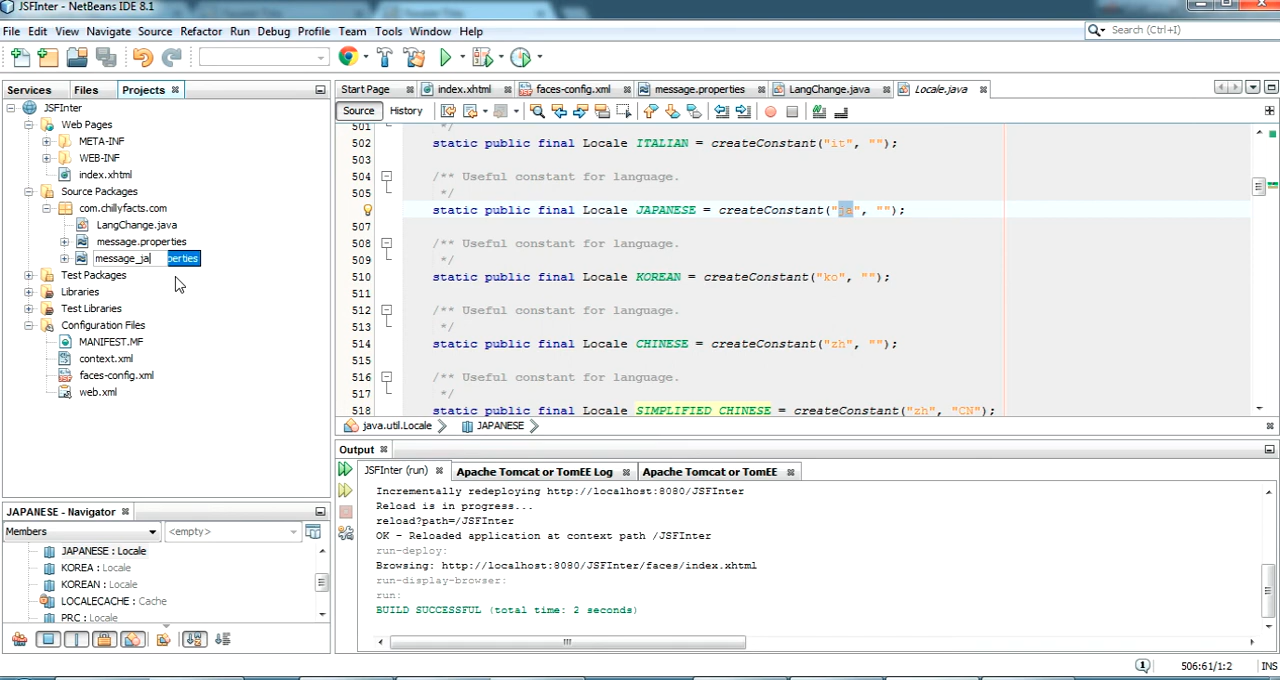 JSFInter - NetBeans IDE 8.1
File Edit View Navigate Source Refactor Run Debug Profile Team Tools Window Help
Search (Ctrl+I)
Services Files Projects
Start Page index.xhtml faces-config.xml message.properties LangChange.java Locale.java
Source History
JSFInter
Web Pages
META-INF
WEB-INF
index.xhtml
Source Packages
com.chillyfacts.com
LangChange.java
message.properties
message_ja perties
Test Packages
Libraries
Test Libraries
Configuration Files
MANIFEST.MF
context.xml
faces-config.xml
web.xml
501 */
502 static public final Locale ITALIAN = createConstant("it", "");
503
504 /** Useful constant for language.
505 */
static public final Locale JAPANESE = createConstant("ja", "");
507
508 /** Useful constant for language.
509 */
510 static public final Locale KOREAN = createConstant("ko", "");
511
512 /** Useful constant for language.
513 */
514 static public final Locale CHINESE = createConstant("zh", "");
515
516 /** Useful constant for language.
517 */
518 static public final Locale SIMPLIFIED_CHINESE = createConstant("zh", "CN");
java.util.Locale JAPANESE
Output
JSFInter (run) Apache Tomcat or TomEE Log Apache Tomcat or TomEE
Incrementally redeploying http://localhost:8080/JSFInter
Reload is in progress...
reload?path=/JSFInter
OK - Reloaded application at context path /JSFInter
run-deploy:
Browsing: http://localhost:8080/JSFInter/faces/index.xhtml
run-display-browser:
run:
BUILD SUCCESSFUL (total time: 2 seconds)
JAPANESE - Navigator
Members <empty>
JAPANESE : Locale
KOREA : Locale
KOREAN : Locale
LOCALECACHE : Cache
PRC : Locale
506:61/1:2 INS